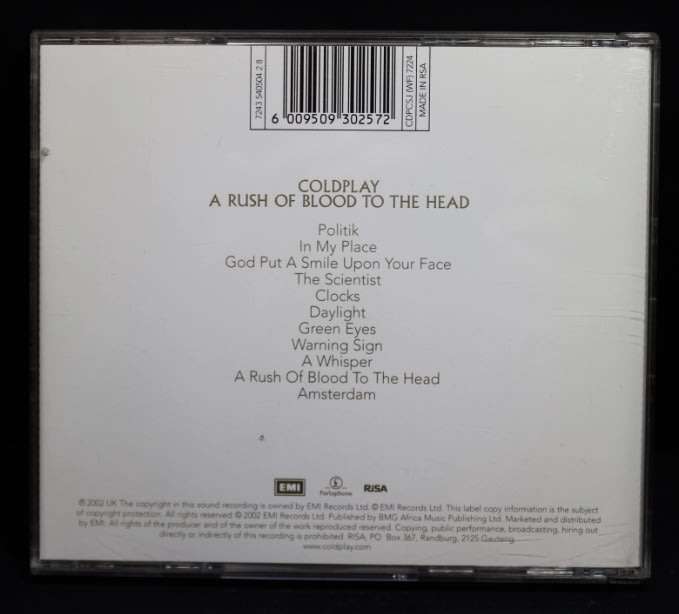 7243 540504 2 8
6 009509 302572
CDPCSJ (WF) 7224
MADE IN RSA
COLDPLAY
A RUSH OF BLOOD TO THE HEAD
Politik
In My Place
God Put A Smile Upon Your Face
The Scientist
Clocks
Daylight
Green Eyes
Warning Sign
A Whisper
A Rush Of Blood To The Head
Amsterdam
EMI
Parlophone
RiSA
℗ 2002 UK The copyright in this sound recording is owned by EMI Records Ltd. © EMI Records Ltd. This label copy information is the subject
of copyright protection. All rights reserved. © 2002 EMI Records Ltd. Published by BMG Africa Music Publishing Ltd. Marketed and distributed
by EMI. All rights of the producer and of the owner of the work reproduced reserved. Copying, public performance, broadcasting, hiring out
directly or indirectly of this recording is prohibited. RISA, PO. Box 367, Randburg, 2125 Gauteng.
www.coldplay.com